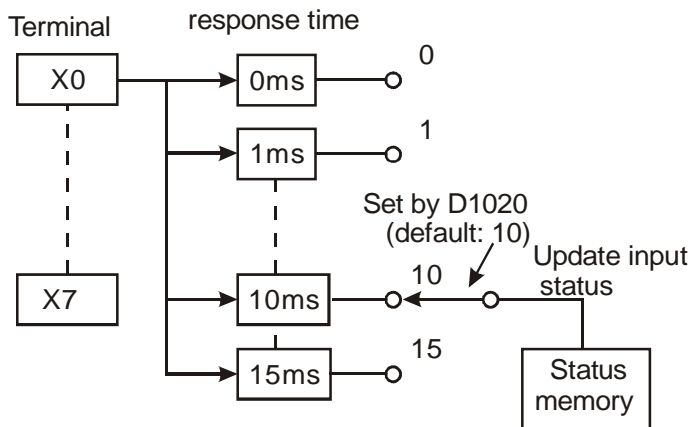 Terminal
response time
X0
0ms
0
1ms
1
Set by D1020
(default: 10)
Update input
status
X7
10ms
10
15ms
15
Status
memory